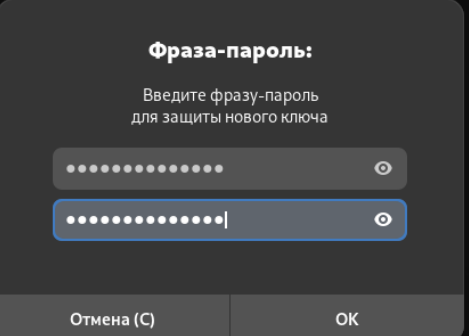 Фраза-пароль:
Введите фразу-пароль
для защиты нового ключа
●●●●●●●●●●●●●●
●●●●●●●●●●●●●●
Отмена (C)
OK